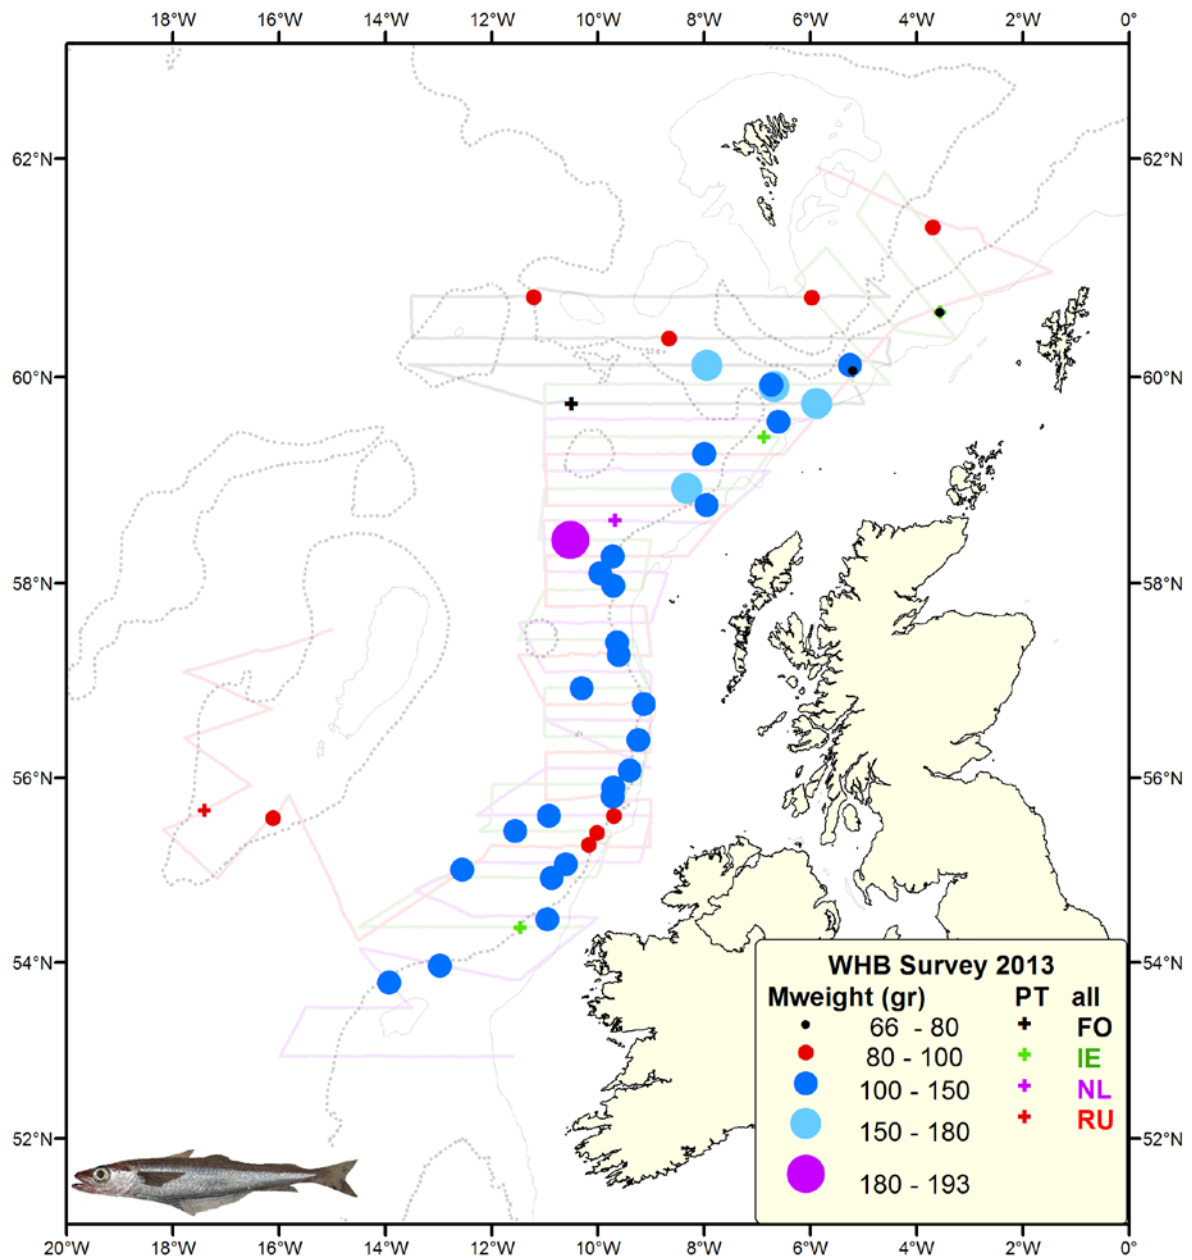 18°W 16°W 14°W 12°W 10°W 8°W 6°W 4°W 2°W 0°
62°N 62°N
60°N 60°N
58°N 58°N
56°N 56°N
54°N 54°N
52°N 52°N
WHB Survey 2013
Mweight (gr) PT all
66 - 80 FO
80 - 100 IE
100 - 150 NL
150 - 180 RU
180 - 193
20°W 18°W 16°W 14°W 12°W 10°W 8°W 6°W 4°W 2°W 0°